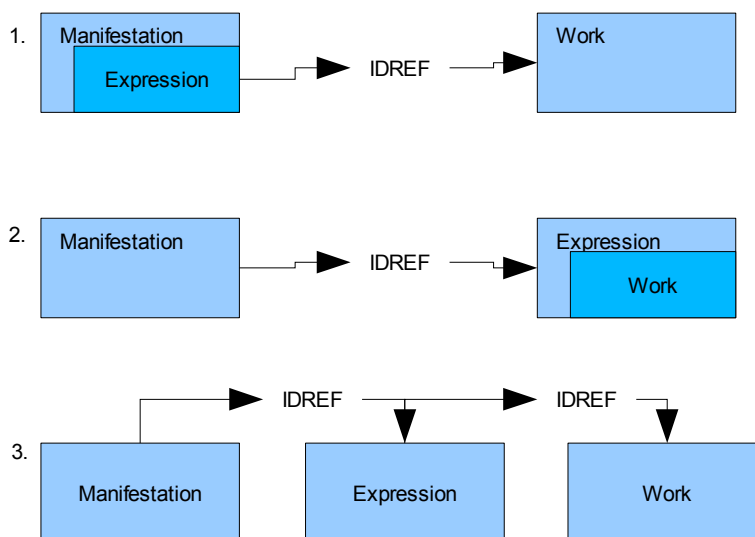 1.
Manifestation
Expression
IDREF
Work
2.
Manifestation
IDREF
Expression
Work
IDREF
IDREF
3.
Manifestation
Expression
Work